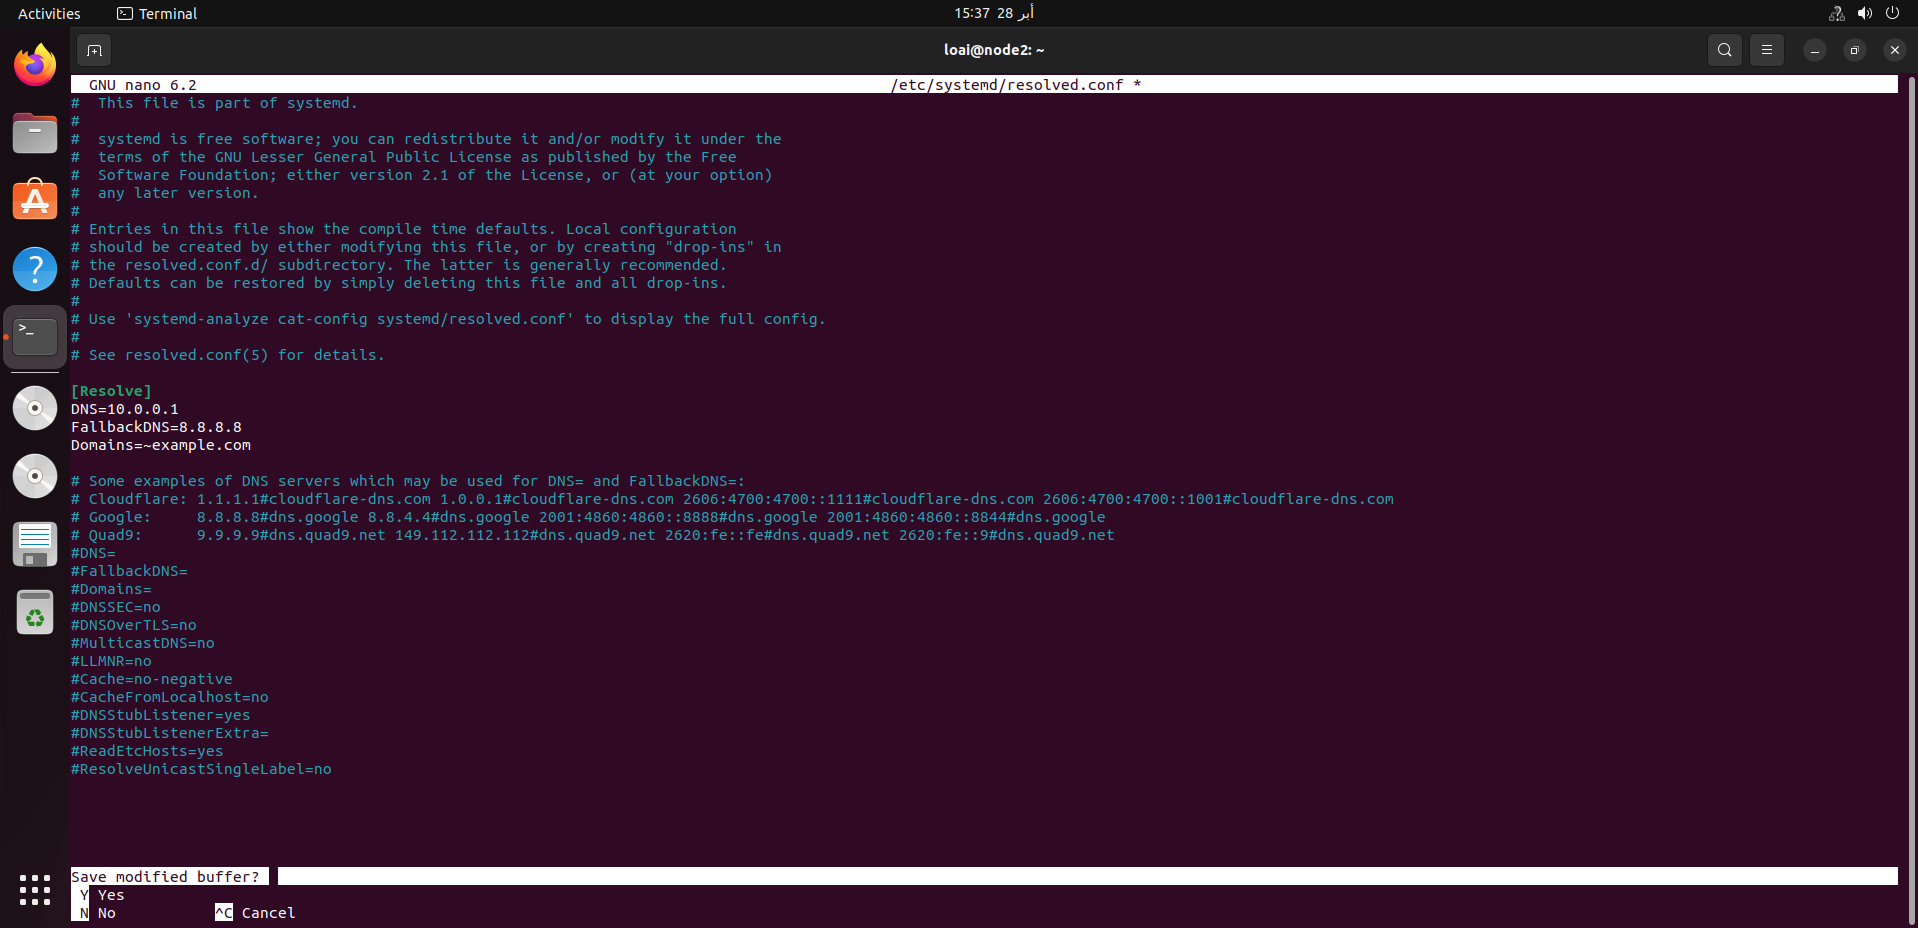 Activities
Terminal
15:37 28 أبر
loai@node2: ~
GNU nano 6.2 /etc/systemd/resolved.conf *
#  This file is part of systemd.
#
#  systemd is free software; you can redistribute it and/or modify it under the
#  terms of the GNU Lesser General Public License as published by the Free
#  Software Foundation; either version 2.1 of the License, or (at your option)
#  any later version.
#
# Entries in this file show the compile time defaults. Local configuration
# should be created by either modifying this file, or by creating "drop-ins" in
# the resolved.conf.d/ subdirectory. The latter is generally recommended.
# Defaults can be restored by simply deleting this file and all drop-ins.
#
# Use 'systemd-analyze cat-config systemd/resolved.conf' to display the full config.
#
# See resolved.conf(5) for details.
[Resolve]
DNS=10.0.0.1
FallbackDNS=8.8.8.8
Domains=~example.com
# Some examples of DNS servers which may be used for DNS= and FallbackDNS=:
# Cloudflare: 1.1.1.1#cloudflare-dns.com 1.0.0.1#cloudflare-dns.com 2606:4700:4700::1111#cloudflare-dns.com 2606:4700:4700::1001#cloudflare-dns.com
# Google:     8.8.8.8#dns.google 8.8.4.4#dns.google 2001:4860:4860::8888#dns.google 2001:4860:4860::8844#dns.google
# Quad9:      9.9.9.9#dns.quad9.net 149.112.112.112#dns.quad9.net 2620:fe::fe#dns.quad9.net 2620:fe::9#dns.quad9.net
#DNS=
#FallbackDNS=
#Domains=
#DNSSEC=no
#DNSOverTLS=no
#MulticastDNS=no
#LLMNR=no
#Cache=no-negative
#CacheFromLocalhost=no
#DNSStubListener=yes
#DNSStubListenerExtra=
#ReadEtcHosts=yes
#ResolveUnicastSingleLabel=no
Save modified buffer?
Y Yes
N No ^C Cancel